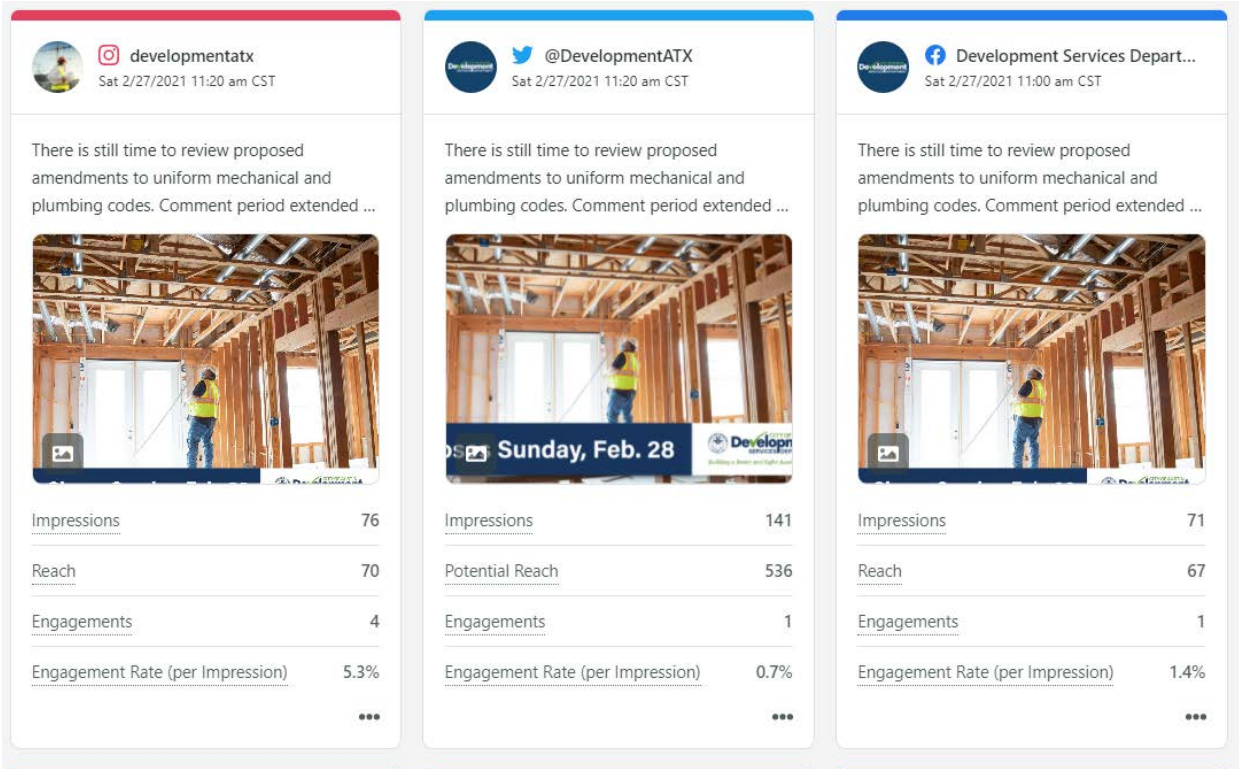 developmentatx
Sat 2/27/2021 11:20 am CST
There is still time to review proposed
amendments to uniform mechanical and
plumbing codes. Comment period extended ...
Impressions 76
Reach 70
Engagements 4
Engagement Rate (per Impression) 5.3%
•••
Development
@DevelopmentATX
Sat 2/27/2021 11:20 am CST
There is still time to review proposed
amendments to uniform mechanical and
plumbing codes. Comment period extended ...
Sunday, Feb. 28
Impressions 141
Potential Reach 536
Engagements 1
Engagement Rate (per Impression) 0.7%
•••
Development
Development Services Depart...
Sat 2/27/2021 11:00 am CST
There is still time to review proposed
amendments to uniform mechanical and
plumbing codes. Comment period extended ...
Impressions 71
Reach 67
Engagements 1
Engagement Rate (per Impression) 1.4%
•••